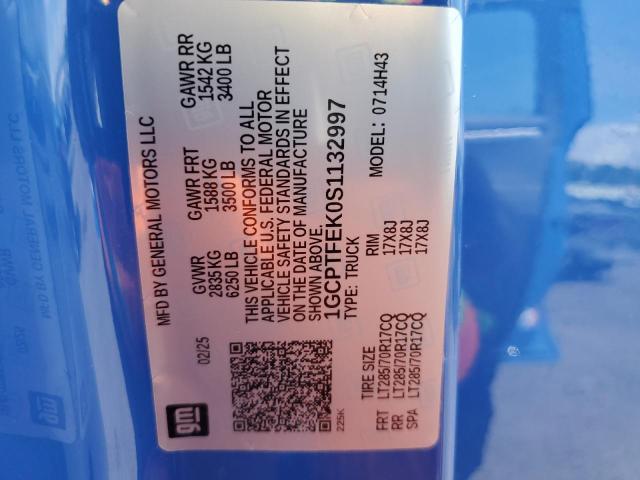 MFD BY GENERAL MOTORS LLC
02/25
GVWR
2835 KG
6250 LB
GAWR FRT
1588 KG
3500 LB
GAWR RR
1542 KG
3400 LB
THIS VEHICLE CONFORMS TO ALL
APPLICABLE U.S. FEDERAL MOTOR
VEHICLE SAFETY STANDARDS IN EFFECT
ON THE DATE OF MANUFACTURE
SHOWN ABOVE.
1GCPTFEK0S1132997
TYPE: TRUCK
MODEL: 0714H43
gm
225K
TIRE SIZE RIM
FRT LT285/70R17CQ 17X8J
RR LT285/70R17CQ 17X8J
SPA LT285/70R17CQ 17X8J